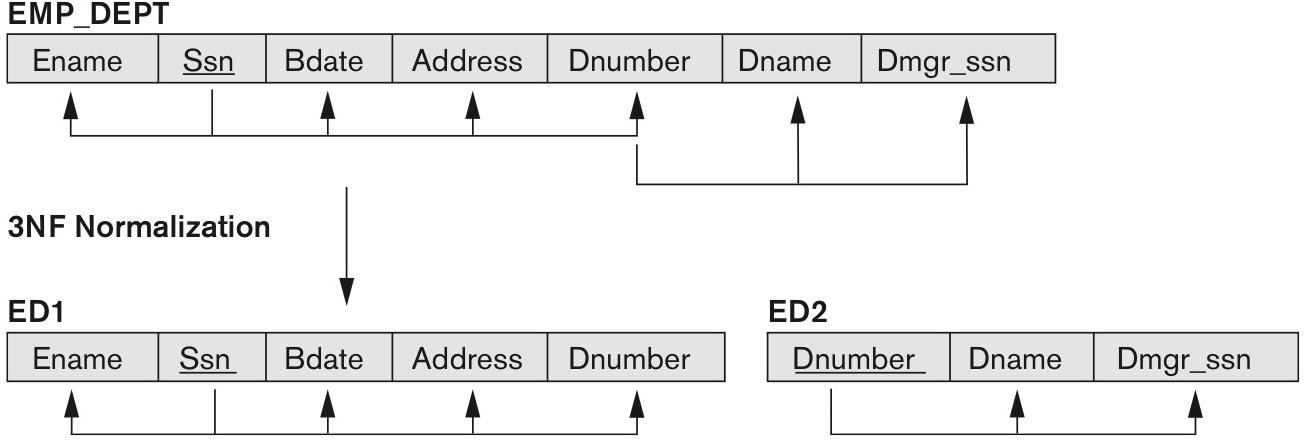 EMP_DEPT
Ename Ssn Bdate Address Dnumber Dname Dmgr_ssn
3NF Normalization
ED1
Ename Ssn Bdate Address Dnumber
ED2
Dnumber Dname Dmgr_ssn